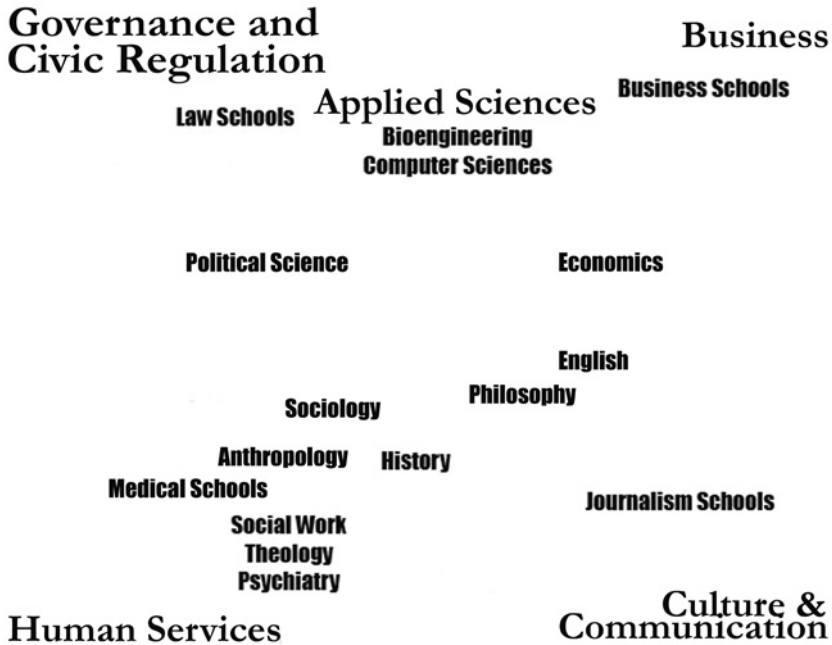 Governance and
Civic Regulation
Business
Business Schools
Applied Sciences
Law Schools
Bioengineering
Computer Sciences
Political Science
Economics
English
Philosophy
Sociology
Anthropology
History
Medical Schools
Journalism Schools
Social Work
Theology
Psychiatry
Culture &
Communication
Human Services